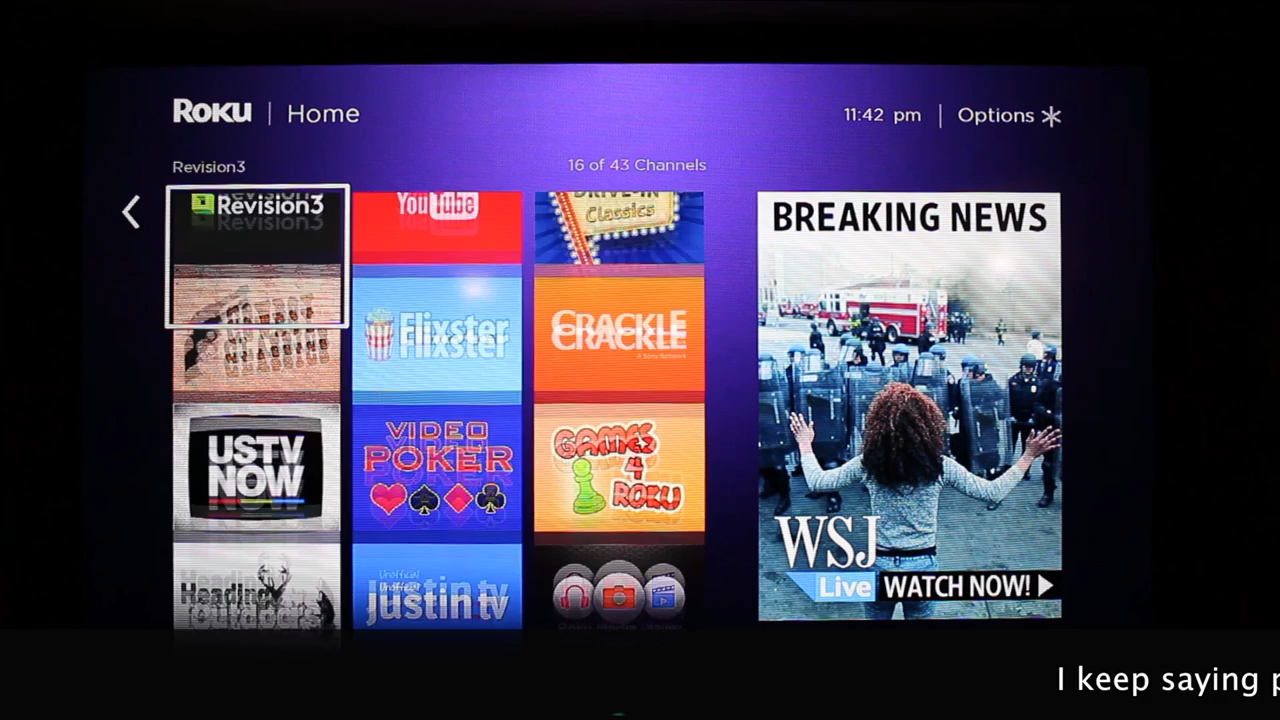 Roku | Home
11:42 pm | Options
Revision3
16 of 43 Channels
Revision3
YouTube
DRIVE-IN
Classics
BREAKING NEWS
COWBOY
CLASSICS
Flixster
CRACKLE
USTV
NOW
VIDEO
POKER
GAMES
4
ROKU
WSJ
Live
WATCH NOW!
Heading
Outdoors
Unofficial
justin tv
I keep saying